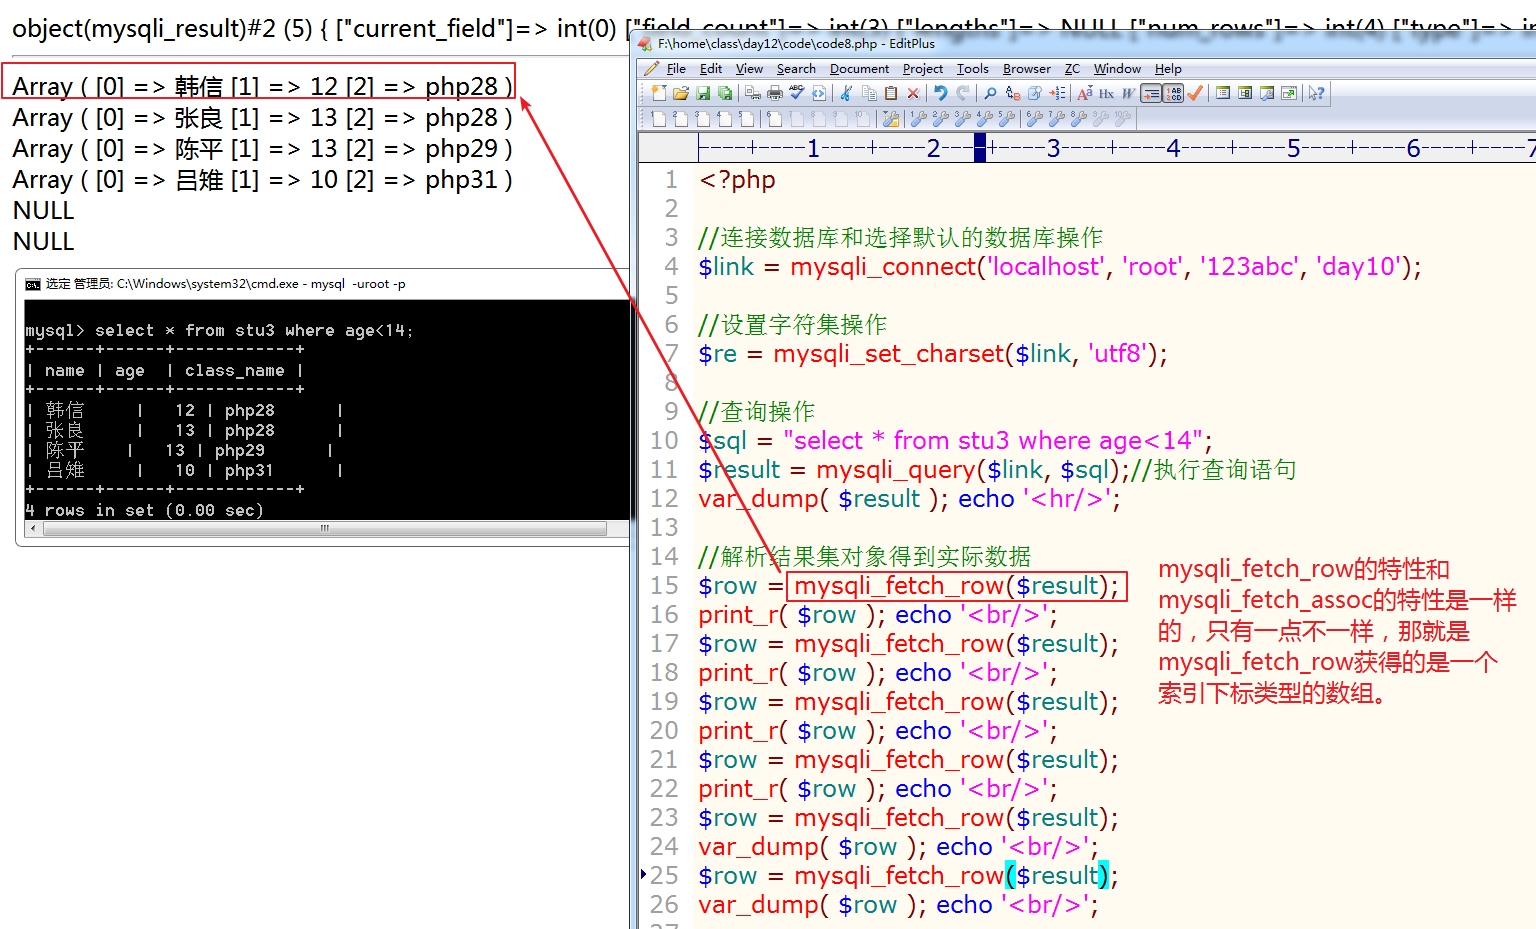 object(mysqli_result)#2 (5) { ["current_field"]=> int(0) ["field_count"]=> int(3) ["lengths"]=> NULL ["num_rows"]=> int(4) ["type"]=> in
Array ( [0] => 韩信 [1] => 12 [2] => php28 )
Array ( [0] => 张良 [1] => 13 [2] => php28 )
Array ( [0] => 陈平 [1] => 13 [2] => php29 )
Array ( [0] => 吕雉 [1] => 10 [2] => php31 )
NULL
NULL
选定 管理员: C:\Windows\system32\cmd.exe - mysql  -uroot -p
mysql> select * from stu3 where age<14;
+------+------+------------+
| name | age  | class_name |
+------+------+------------+
| 韩信     |   12 | php28      |
| 张良     |   13 | php28      |
| 陈平    |   13 | php29      |
| 吕雉     |   10 | php31      |
+------+------+------------+
4 rows in set (0.00 sec)
F:\home\class\day12\code\code8.php - EditPlus
File Edit View Search Document Project Tools Browser ZC Window Help
----+----1----+----2----+----3----+----4----+----5----+----6----+----7
1 <?php
2
3 //连接数据库和选择默认的数据库操作
4 $link = mysqli_connect('localhost', 'root', '123abc', 'day10');
5
6 //设置字符集操作
7 $re = mysqli_set_charset($link, 'utf8');
8
9 //查询操作
10 $sql = "select * from stu3 where age<14";
11 $result = mysqli_query($link, $sql);//执行查询语句
12 var_dump( $result ); echo '<hr/>';
13
14 //解析结果集对象得到实际数据
15 $row = mysqli_fetch_row($result);
16 print_r( $row ); echo '<br/>';
17 $row = mysqli_fetch_row($result);
18 print_r( $row ); echo '<br/>';
19 $row = mysqli_fetch_row($result);
20 print_r( $row ); echo '<br/>';
21 $row = mysqli_fetch_row($result);
22 print_r( $row ); echo '<br/>';
23 $row = mysqli_fetch_row($result);
24 var_dump( $row ); echo '<br/>';
25 $row = mysqli_fetch_row($result);
26 var_dump( $row ); echo '<br/>';
mysqli_fetch_row的特性和
mysqli_fetch_assoc的特性是一样
的，只有一点不一样，那就是
mysqli_fetch_row获得的是一个
索引下标类型的数组。